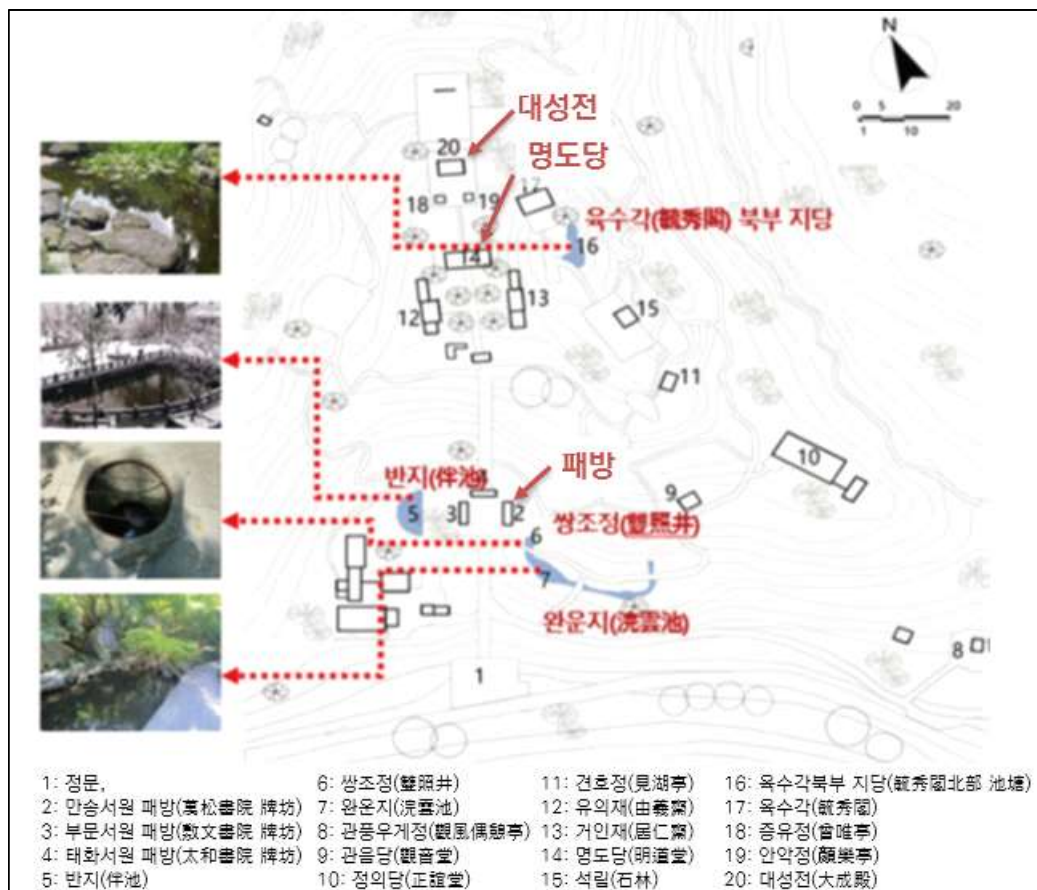 N
0 5 20
1 10
대성전
명도당
20
18
19
17
육수각(毓秀閣) 북부 지당
16
14
12
13
15
11
패방
10
반지(伴池)
4
5
3
2
9
쌍조정(雙照井)
6
7
완운지(浣雲池)
8
1
1: 정문,
2: 만송서원 패방(萬松書院 牌坊)
3: 부문서원 패방(敷文書院 牌坊)
4: 태화서원 패방(太和書院 牌坊)
5: 반지(伴池)
6: 쌍조정(雙照井)
7: 완운지(浣雲池)
8: 관풍우게정(觀風偶憩亭)
9: 관음당(觀音堂)
10: 정의당(正誼堂)
11: 견호정(見湖亭)
12: 유의재(由義齋)
13: 거인재(居仁齋)
14: 명도당(明道堂)
15: 석림(石林)
16: 육수각북부 지당(毓秀閣北部 池塘)
17: 육수각(毓秀閣)
18: 증유정(曾唯亭)
19: 안악정(顔樂亭)
20: 대성전(大成殿)